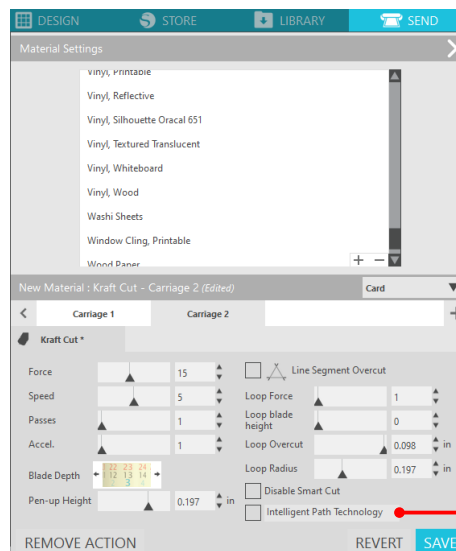 DESIGN STORE LIBRARY SEND
Material Settings
Vinyl, Printable
Vinyl, Reflective
Vinyl, Silhouette Oracal 651
Vinyl, Textured Translucent
Vinyl, Whiteboard
Vinyl, Wood
Washi Sheets
Window Cling, Printable
Wood Paper
+ −
New Material : Kraft Cut - Carriage 2 (Edited) Card
Carriage 1 Carriage 2 +
Kraft Cut *
Force 15 Line Segment Overcut
Speed 5 Loop Force 1
Passes 1 Loop blade height 0
Accel. 1 Loop Overcut 0.098 in
Blade Depth Loop Radius 0.197 in
Disable Smart Cut
Pen-up Height 0.197 in Intelligent Path Technology
REMOVE ACTION REVERT SAVE